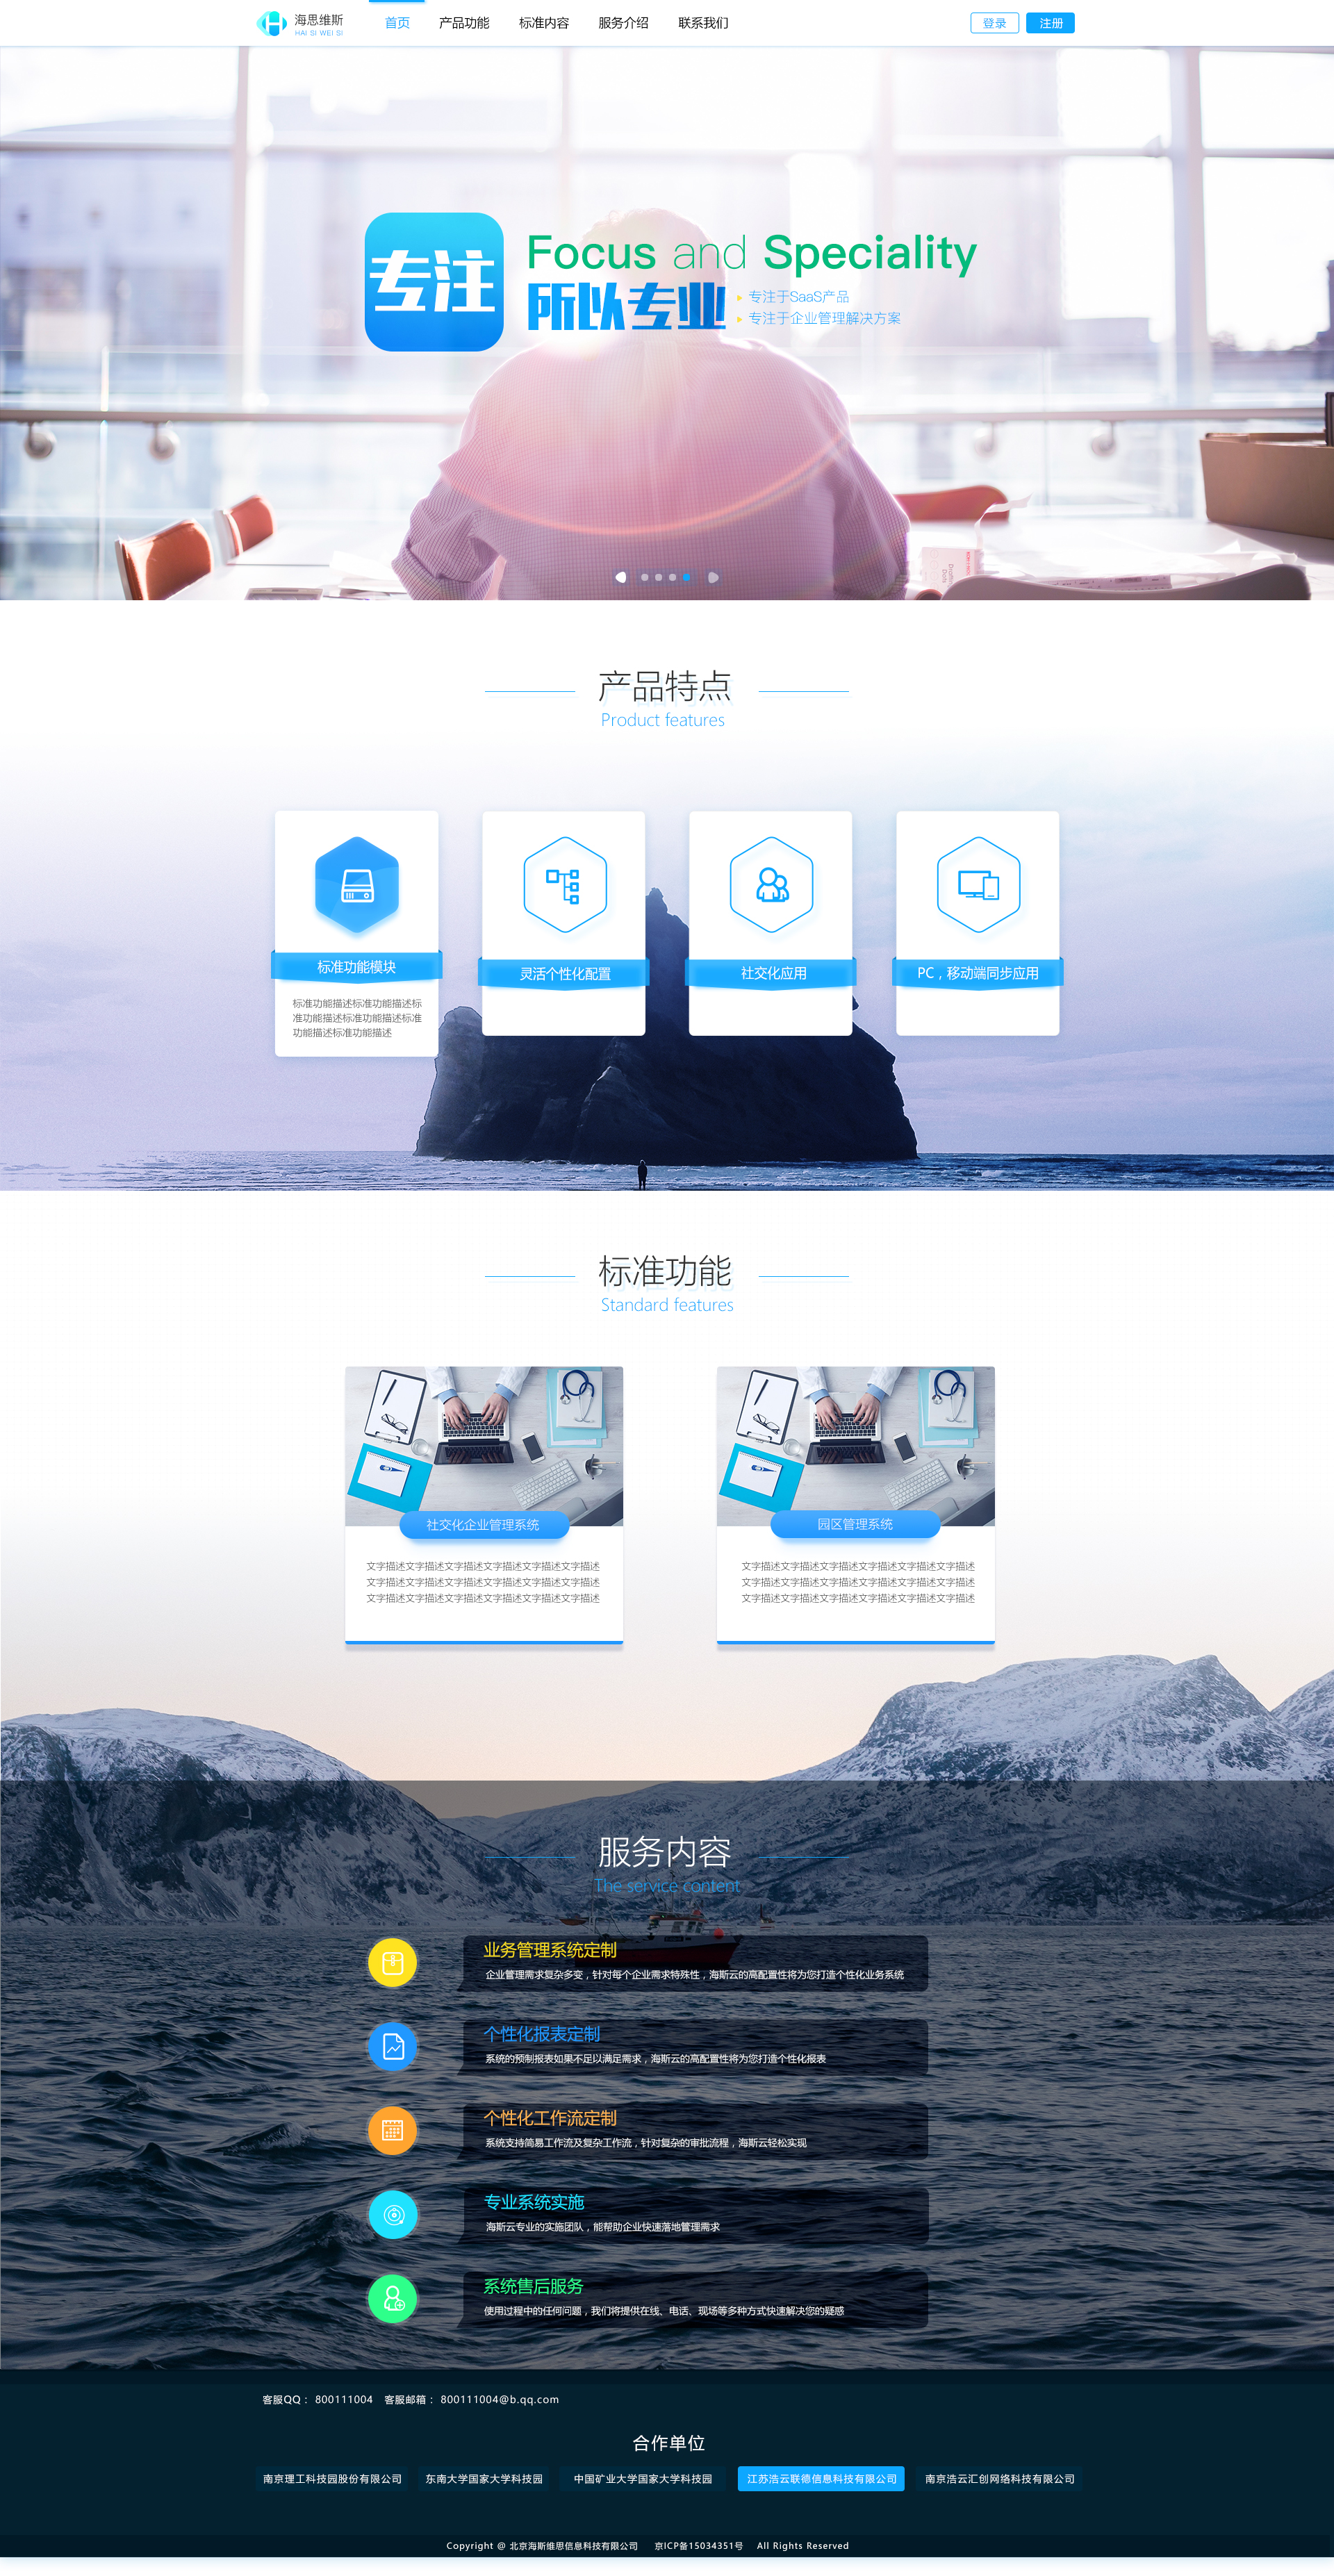 海思维斯
HAI SI WEI SI
首页 产品功能 标准内容 服务介绍 联系我们
登录 注册
专注
Focus and Speciality
所以专业
专注于SaaS产品
专注于企业管理解决方案
产品特点
Product features
标准功能模块
灵活个性化配置
社交化应用
PC，移动端同步应用
标准功能描述标准功能描述标
准功能描述标准功能描述标准
功能描述标准功能描述
标准功能
Standard features
社交化企业管理系统
文字描述文字描述文字描述文字描述文字描述文字描述
文字描述文字描述文字描述文字描述文字描述文字描述
文字描述文字描述文字描述文字描述文字描述文字描述
园区管理系统
文字描述文字描述文字描述文字描述文字描述文字描述
文字描述文字描述文字描述文字描述文字描述文字描述
文字描述文字描述文字描述文字描述文字描述文字描述
服务内容
The service content
业务管理系统定制
企业管理需求复杂多变，针对每个企业需求特殊性，海斯云的高配置性将为您打造个性化业务系统
个性化报表定制
系统的预制报表如果不足以满足需求，海斯云的高配置性将为您打造个性化报表
个性化工作流定制
系统支持简易工作流及复杂工作流，针对复杂的审批流程，海斯云轻松实现
专业系统实施
海斯云专业的实施团队，能帮助企业快速落地管理需求
系统售后服务
使用过程中的任何问题，我们将提供在线、电话、现场等多种方式快速解决您的疑惑
客服QQ： 800111004 客服邮箱： 800111004@b.qq.com
合作单位
南京理工科技园股份有限公司 东南大学国家大学科技园 中国矿业大学国家大学科技园 江苏浩云联德信息科技有限公司 南京浩云汇创网络科技有限公司
Copyright @ 北京海斯维思信息科技有限公司 京ICP备15034351号 All Rights Reserved